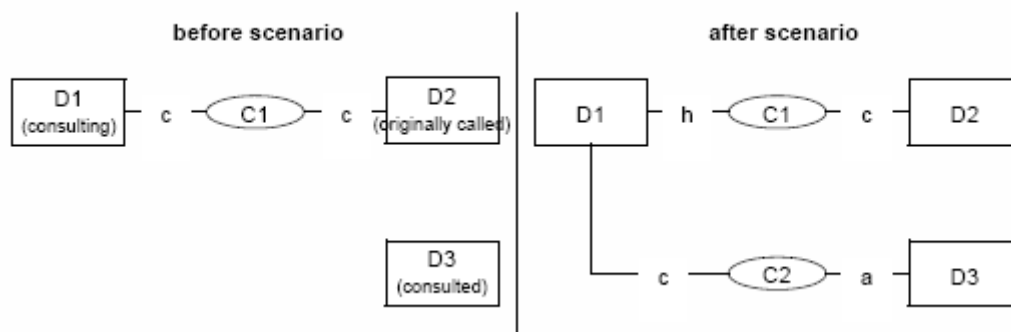 before scenario
D1
(consulting)
c
C1
c
D2
(originally called)
D3
(consulted)
after scenario
D1
h
C1
c
D2
c
C2
a
D3